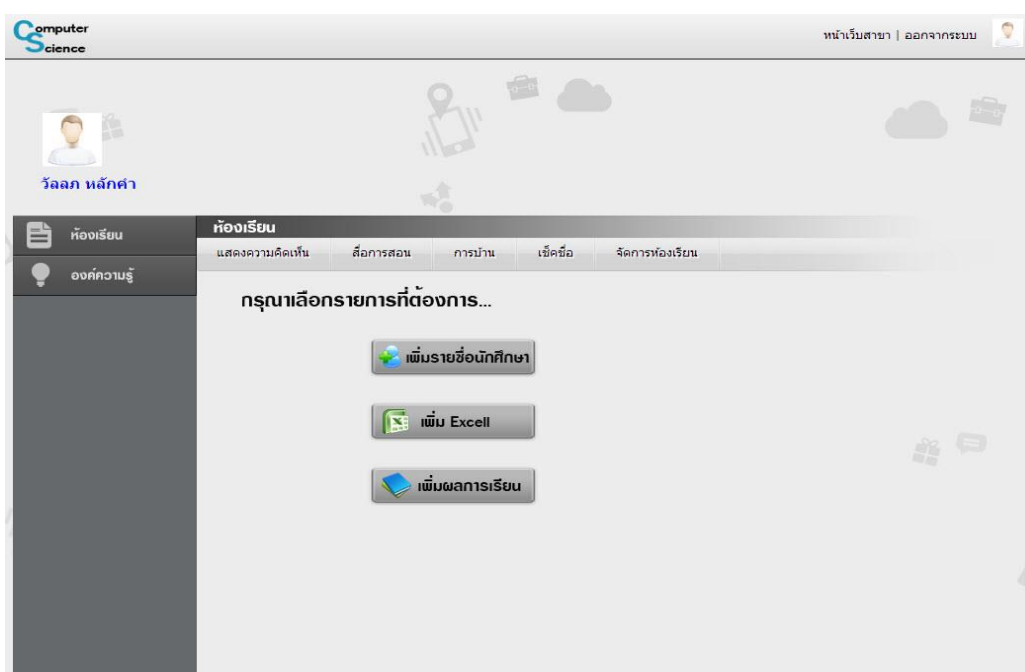 Computer
Science
หน้าเว็บสาขา | ออกจากระบบ
วัลลภ หลักคำ
ห้องเรียน
องค์ความรู้
ห้องเรียน
แสดงความคิดเห็น สื่อการสอน การบ้าน เช็คชื่อ จัดการห้องเรียน
กรุณาเลือกรายการที่ต้องการ...
เพิ่มรายชื่อนักศึกษา
เพิ่ม Excell
เพิ่มผลการเรียน